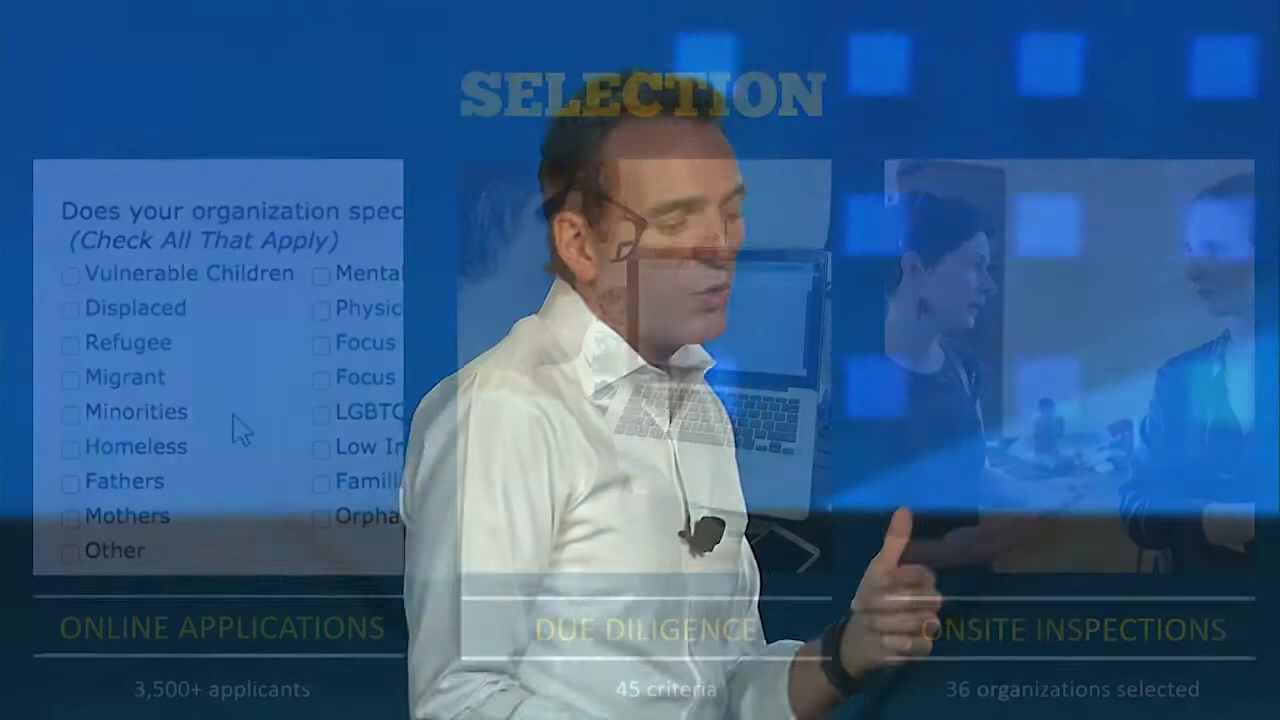 SELECTION
Does your organization spec
(Check All That Apply)
Vulnerable Children
Mental
Displaced
Physic
Refugee
Focus
Migrant
Focus
Minorities
LGBTQ
Homeless
Low In
Fathers
Famili
Mothers
Orpha
Other
ONLINE APPLICATIONS
DUE DILIGENCE
ONSITE INSPECTIONS
3,500+ applicants
45 criteria
36 organizations selected